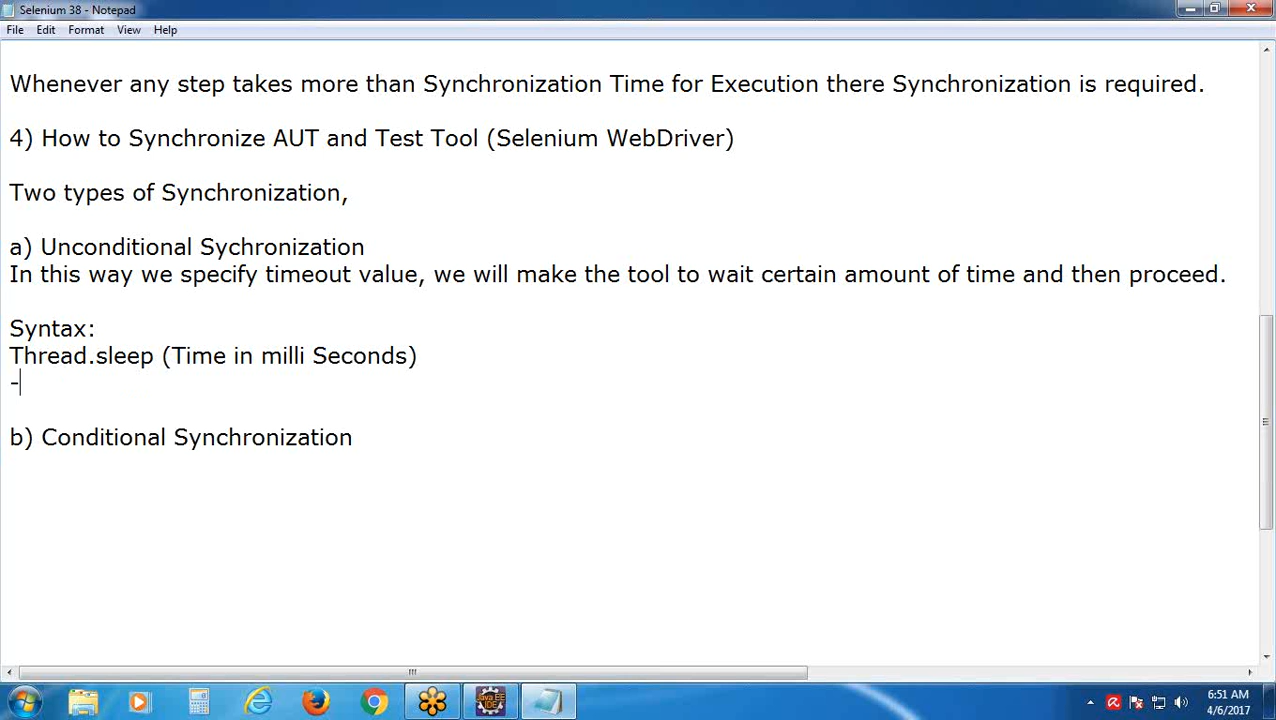 Selenium 38 - Notepad
File Edit Format View Help
Whenever any step takes more than Synchronization Time for Execution there Synchronization is required.
4) How to Synchronize AUT and Test Tool (Selenium WebDriver)
Two types of Synchronization,
a) Unconditional Sychronization
In this way we specify timeout value, we will make the tool to wait certain amount of time and then proceed.
Syntax:
Thread.sleep (Time in milli Seconds)
-
b) Conditional Synchronization
Java EE
IDE
6:51 AM
4/6/2017